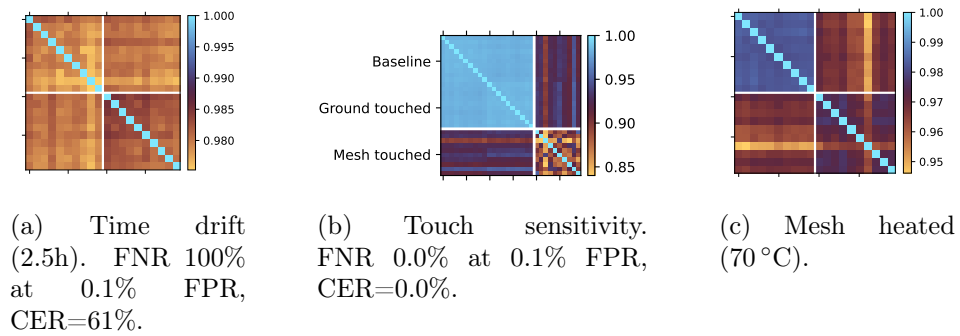 1.000
0.995
0.990
0.985
0.980
Baseline
Ground touched
Mesh touched
1.00
0.95
0.90
0.85
1.00
0.99
0.98
0.97
0.96
0.95
(a) Time drift
(2.5h). FNR 100%
at 0.1% FPR,
CER=61%.
(b) Touch sensitivity.
FNR 0.0% at 0.1% FPR,
CER=0.0%.
(c) Mesh heated
(70 °C).